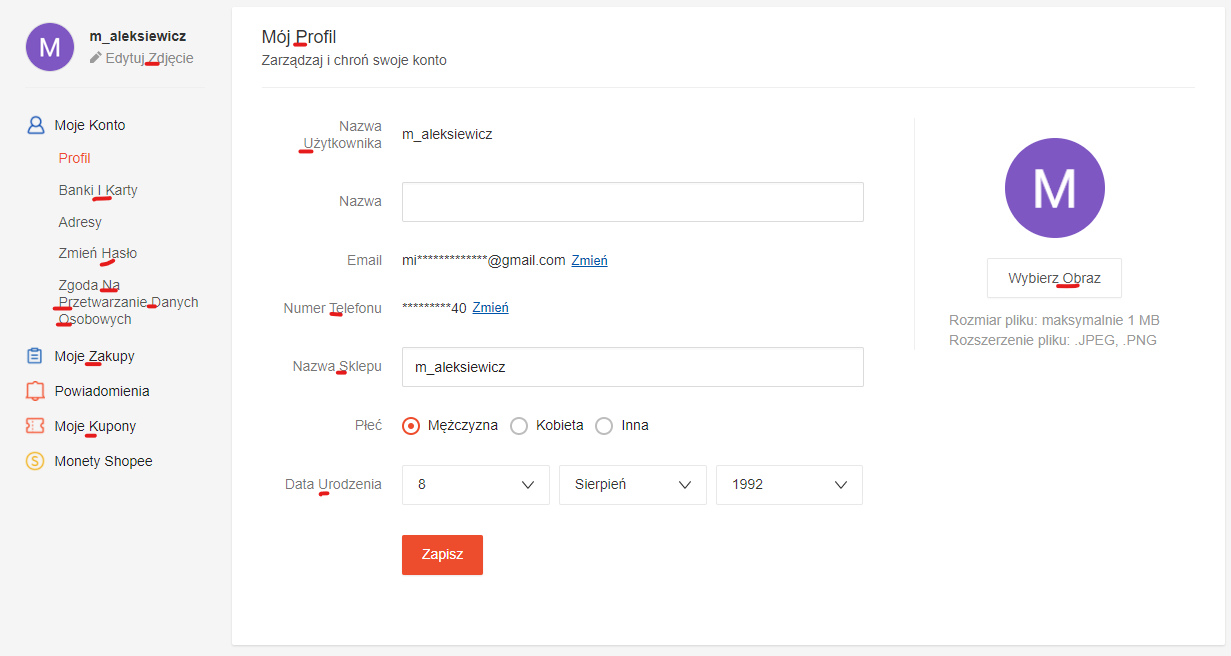 M
m_aleksiewicz
Edytuj Zdjęcie
Moje Konto
Profil
Banki I Karty
Adresy
Zmień Hasło
Zgoda Na
Przetwarzanie Danych
Osobowych
Moje Zakupy
Powiadomienia
Moje Kupony
S
Monety Shopee
Mój Profil
Zarządzaj i chroń swoje konto
Nazwa
Użytkownika
m_aleksiewicz
Nazwa
Email
mi*************@gmail.com Zmień
Numer Telefonu
*********40 Zmień
Nazwa Sklepu
m_aleksiewicz
Płeć
Mężczyzna Kobieta Inna
Data Urodzenia
8 Sierpień 1992
Zapisz
M
Wybierz Obraz
Rozmiar pliku: maksymalnie 1 MB
Rozszerzenie pliku: .JPEG, .PNG